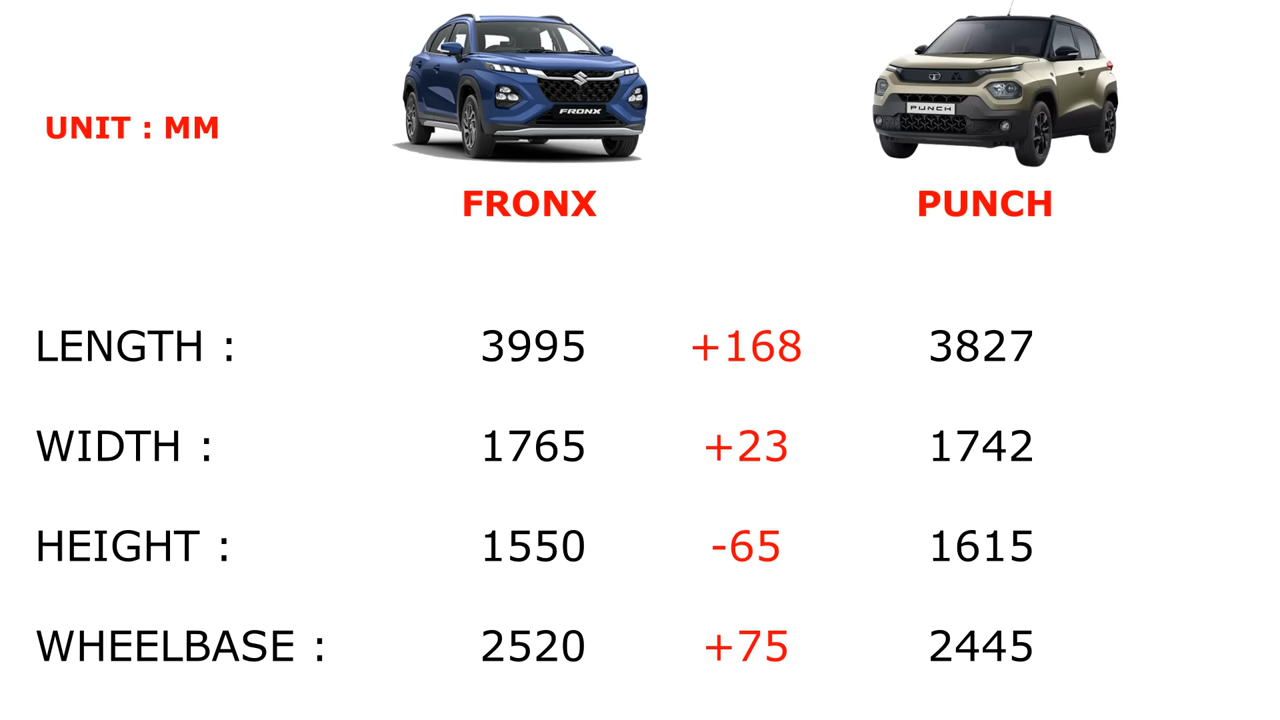 FRONX
PUNCH
UNIT : MM
FRONX
PUNCH
LENGTH : 3995 +168 3827
WIDTH : 1765 +23 1742
HEIGHT : 1550 -65 1615
WHEELBASE : 2520 +75 2445